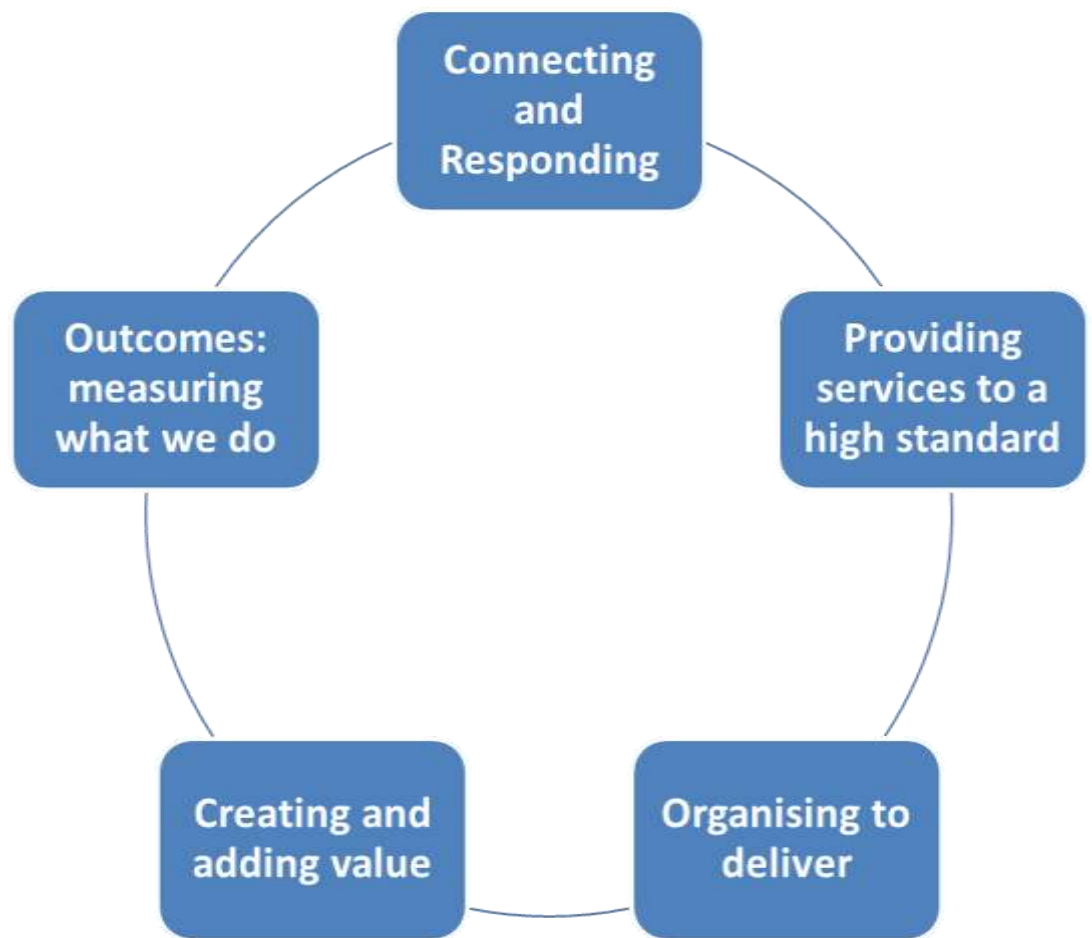 Connecting
and
Responding
Providing
services to a
high standard
Organising to
deliver
Creating and
adding value
Outcomes:
measuring
what we do